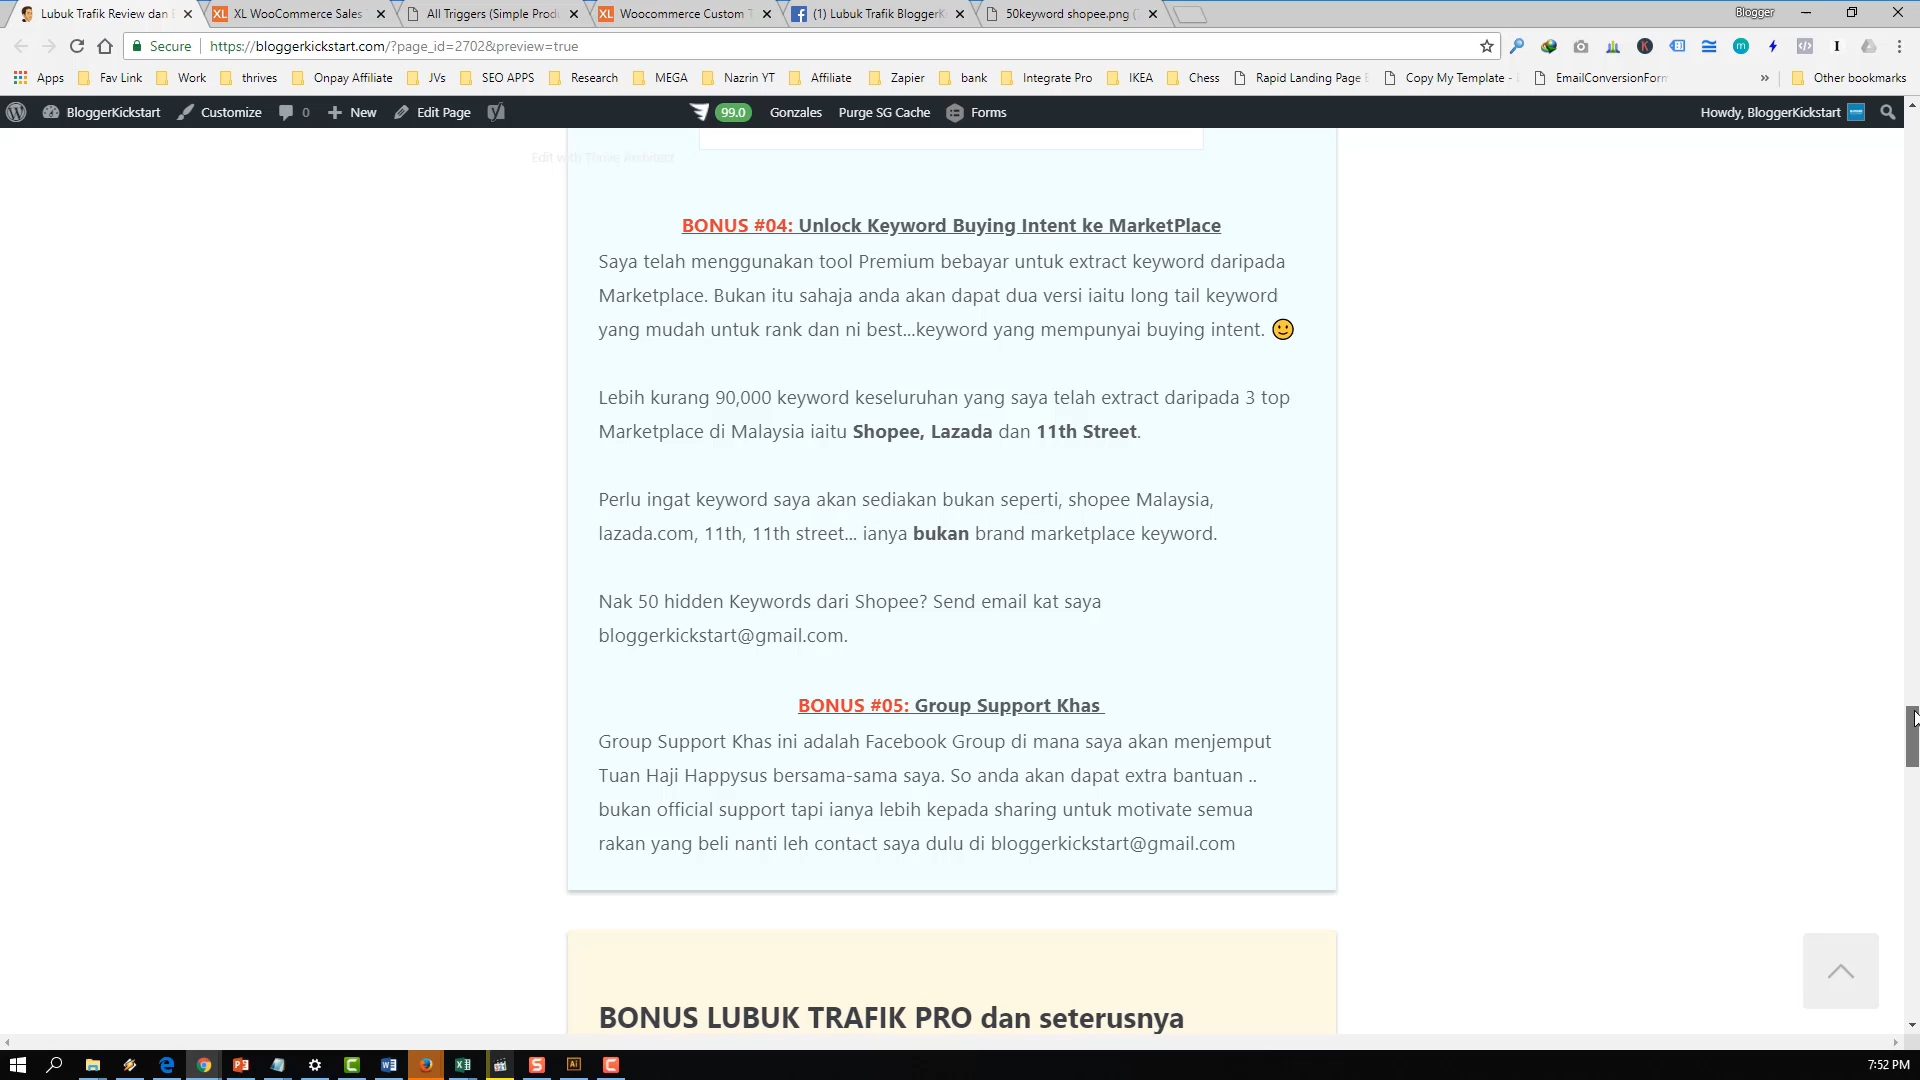 Lubuk Trafik Review dan
XL WooCommerce Sales
All Triggers (Simple Prod
Woocommerce Custom T
(1) Lubuk Trafik BloggerK
50keyword shopee.png (
Blogger
Secure
https://bloggerkickstart.com/?page_id=2702&preview=true
Apps
Fav Link
Work
thrives
Onpay Affiliate
JVs
SEO APPS
Research
MEGA
Nazrin YT
Affiliate
Zapier
bank
Integrate Pro
IKEA
Chess
Rapid Landing Page
Copy My Template -
EmailConversionForm
»
Other bookmarks
BloggerKickstart
Customize
0
New
Edit Page
99.0
Gonzales
Purge SG Cache
Forms
Howdy, BloggerKickstart
Edit with Thrive Architect
BONUS #04: Unlock Keyword Buying Intent ke MarketPlace
Saya telah menggunakan tool Premium bebayar untuk extract keyword daripada
Marketplace. Bukan itu sahaja anda akan dapat dua versi iaitu long tail keyword
yang mudah untuk rank dan ni best...keyword yang mempunyai buying intent. 🙂
Lebih kurang 90,000 keyword keseluruhan yang saya telah extract daripada 3 top
Marketplace di Malaysia iaitu Shopee, Lazada dan 11th Street.
Perlu ingat keyword saya akan sediakan bukan seperti, shopee Malaysia,
lazada.com, 11th, 11th street... ianya bukan brand marketplace keyword.
Nak 50 hidden Keywords dari Shopee? Send email kat saya
bloggerkickstart@gmail.com.
BONUS #05: Group Support Khas
Group Support Khas ini adalah Facebook Group di mana saya akan menjemput
Tuan Haji Happysus bersama-sama saya. So anda akan dapat extra bantuan ..
bukan official support tapi ianya lebih kepada sharing untuk motivate semua
rakan yang beli nanti leh contact saya dulu di bloggerkickstart@gmail.com
BONUS LUBUK TRAFIK PRO dan seterusnya
7:52 PM